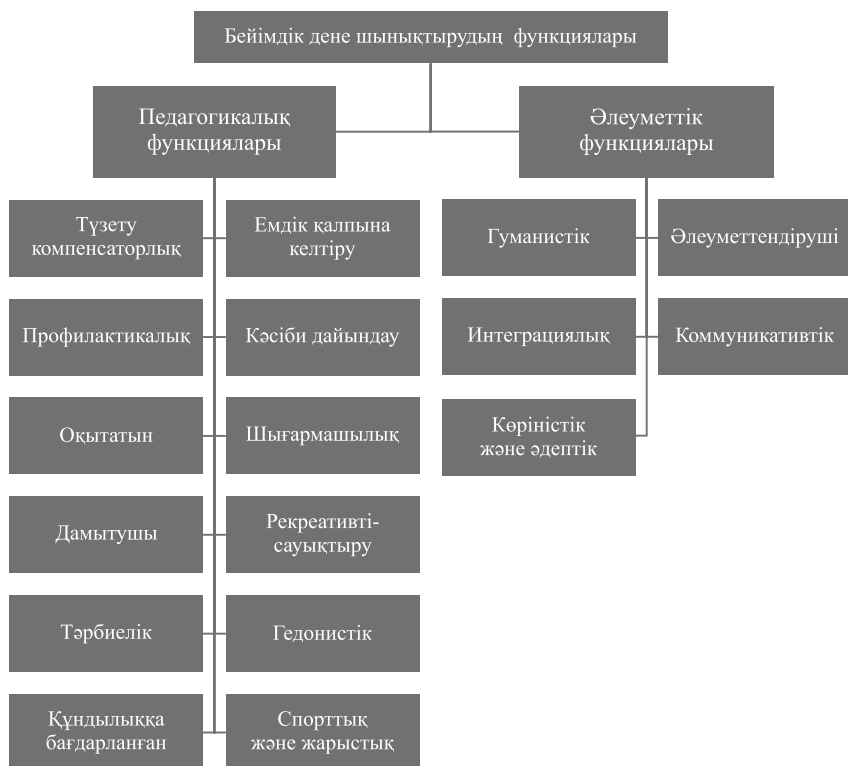 Бейімдік дене шынықтырудың функциялары
Педагогикалық
функциялары
Әлеуметтік
функциялары
Түзету
компенсаторлық
Емдік қалпына
келтіру
Гуманистік
Әлеуметтендіруші
Профилактикалық
Кәсіби дайындау
Интеграциялық
Коммуникативтік
Оқытатын
Шығармашылық
Көріністік
және әдептік
Дамытушы
Рекреативті-
сауықтыру
Тәрбиелік
Гедонистік
Құндылыққа
бағдарланған
Спорттық
және жарыстық